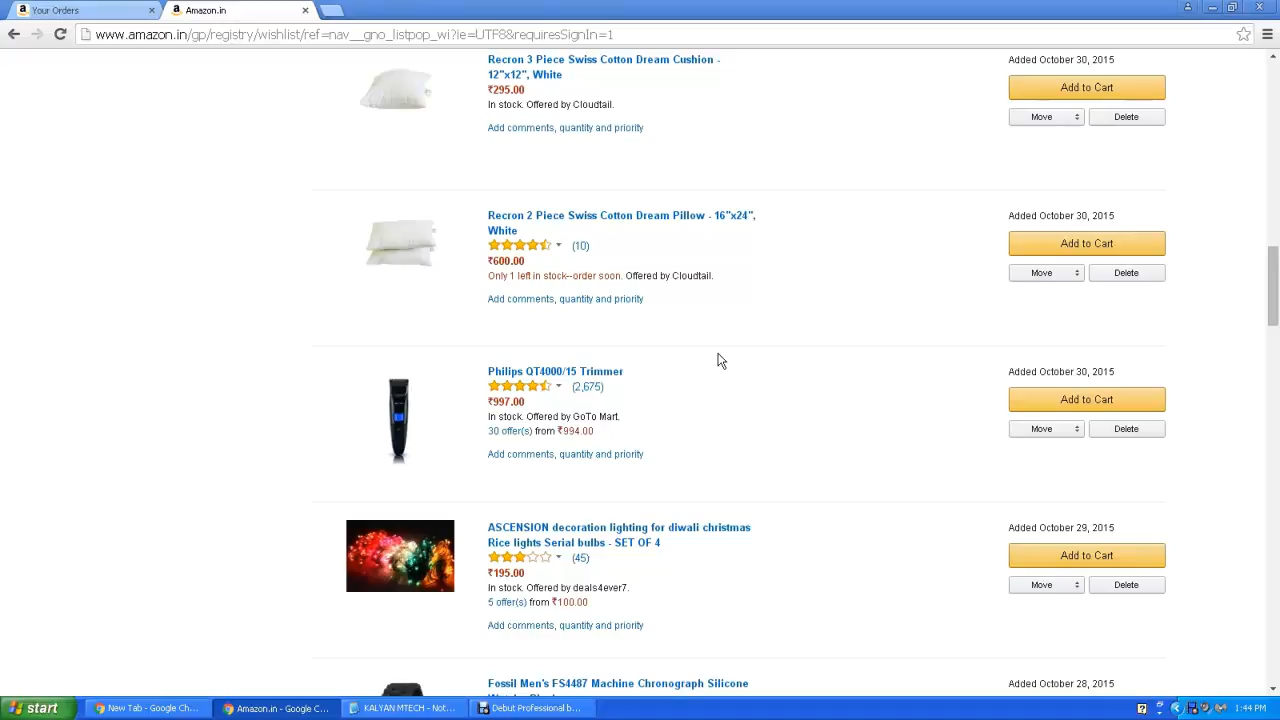 Your Orders
Amazon.in
www.amazon.in/gp/registry/wishlist/ref=nav__gno_listpop_wi?ie=UTF8&requiresSignIn=1
Recron 3 Piece Swiss Cotton Dream Cushion -
12"x12", White
₹295.00
In stock. Offered by Cloudtail.
Add comments, quantity and priority
Added October 30, 2015
Add to Cart
Move
Delete
Recron 2 Piece Swiss Cotton Dream Pillow - 16"x24",
White
(10)
₹600.00
Only 1 left in stock--order soon. Offered by Cloudtail.
Add comments, quantity and priority
Added October 30, 2015
Add to Cart
Move
Delete
Philips QT4000/15 Trimmer
(2,675)
₹997.00
In stock. Offered by GoTo Mart.
30 offer(s) from ₹994.00
Add comments, quantity and priority
Added October 30, 2015
Add to Cart
Move
Delete
ASCENSION decoration lighting for diwali christmas
Rice lights Serial bulbs - SET OF 4
(45)
₹195.00
In stock. Offered by deals4ever7.
5 offer(s) from ₹100.00
Add comments, quantity and priority
Added October 29, 2015
Add to Cart
Move
Delete
Fossil Men's FS4487 Machine Chronograph Silicone
Added October 28, 2015
start
New Tab - Google Ch...
Amazon.in - Google C...
KALYAN MTECH - Not...
Debut Professional b...
1:44 PM